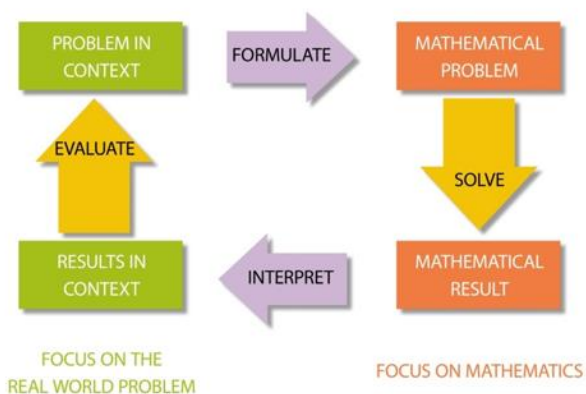 PROBLEM IN
CONTEXT
FORMULATE
MATHEMATICAL
PROBLEM
EVALUATE
SOLVE
RESULTS IN
CONTEXT
INTERPRET
MATHEMATICAL
RESULT
FOCUS ON THE
REAL WORLD PROBLEM
FOCUS ON MATHEMATICS